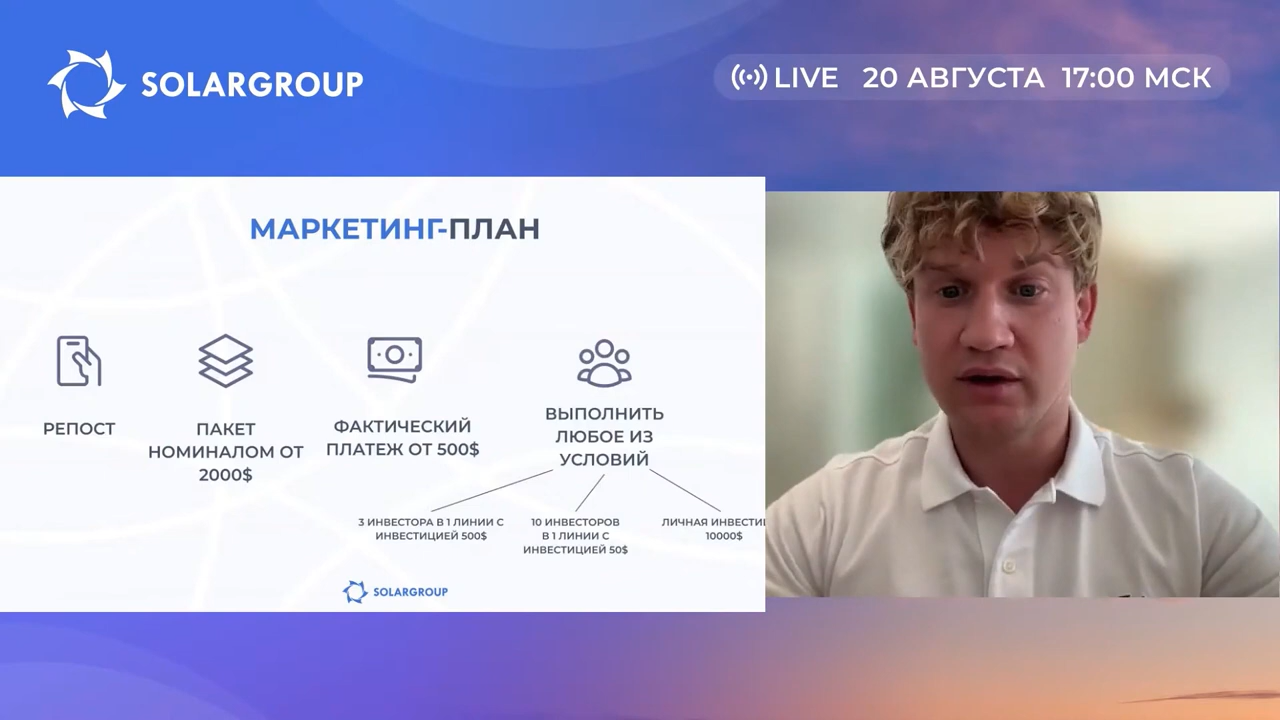 SOLARGROUP
LIVE 20 АВГУСТА 17:00 МСК
МАРКЕТИНГ-ПЛАН
РЕПОСТ
ПАКЕТ
НОМИНАЛОМ ОТ
2000$
ФАКТИЧЕСКИЙ
ПЛАТЕЖ ОТ 500$
ВЫПОЛНИТЬ
ЛЮБОЕ ИЗ
УСЛОВИЙ
3 ИНВЕСТОРА В 1 ЛИНИИ С
ИНВЕСТИЦИЕЙ 500$
10 ИНВЕСТОРОВ
В 1 ЛИНИИ С
ИНВЕСТИЦИЕЙ 50$
ЛИЧНАЯ
10000$
SOLARGROUP